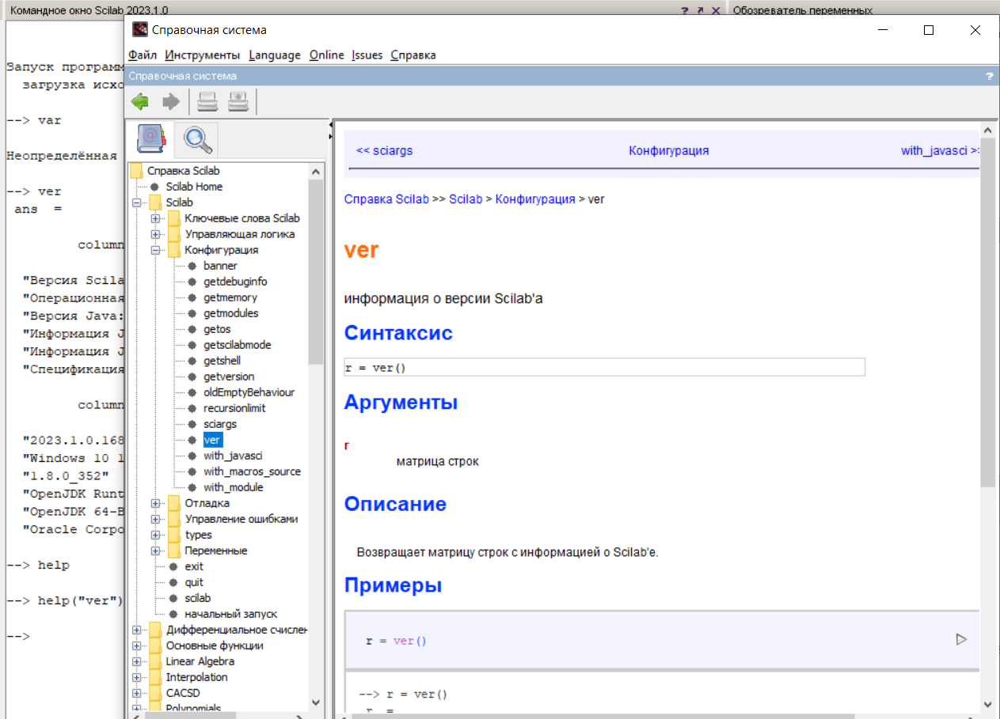 Командное окно Scilab 2023.1.0
Обозреватель переменных
Запуск програм
загрузка исхо
--> var
Неопределённая
--> ver
ans  =
column
"Версия Scila
"Операционная
"Версия Java:
"Информация J
"Информация J
"Спецификация
column
"2023.1.0.168
"Windows 10 1
"1.8.0_352"
"OpenJDK Runt
"OpenJDK 64-B
"Oracle Corpo
--> help
--> help("ver")
-->
Справочная система
Файл Инструменты Language Online Issues Справка
Справочная система
?
Справка Scilab
Scilab Home
Scilab
Ключевые слова Scilab
Управляющая логика
Конфигурация
banner
getdebuginfo
getmemory
getmodules
getos
getscilabmode
getshell
getversion
oldEmptyBehaviour
recursionlimit
sciargs
ver
with_javasci
with_macros_source
with_module
Отладка
Управление ошибками
types
Переменные
exit
quit
scilab
начальный запуск
Дифференциальное счислен
Основные функции
Linear Algebra
Interpolation
CACSD
Polynomials
<< sciargs Конфигурация with_javasci >>
Справка Scilab >> Scilab > Конфигурация > ver
ver
информация о версии Scilab'а
Синтаксис
r = ver()
Аргументы
r
матрица строк
Описание
Возвращает матрицу строк с информацией о Scilab'е.
Примеры
r = ver()
--> r = ver()
r  =